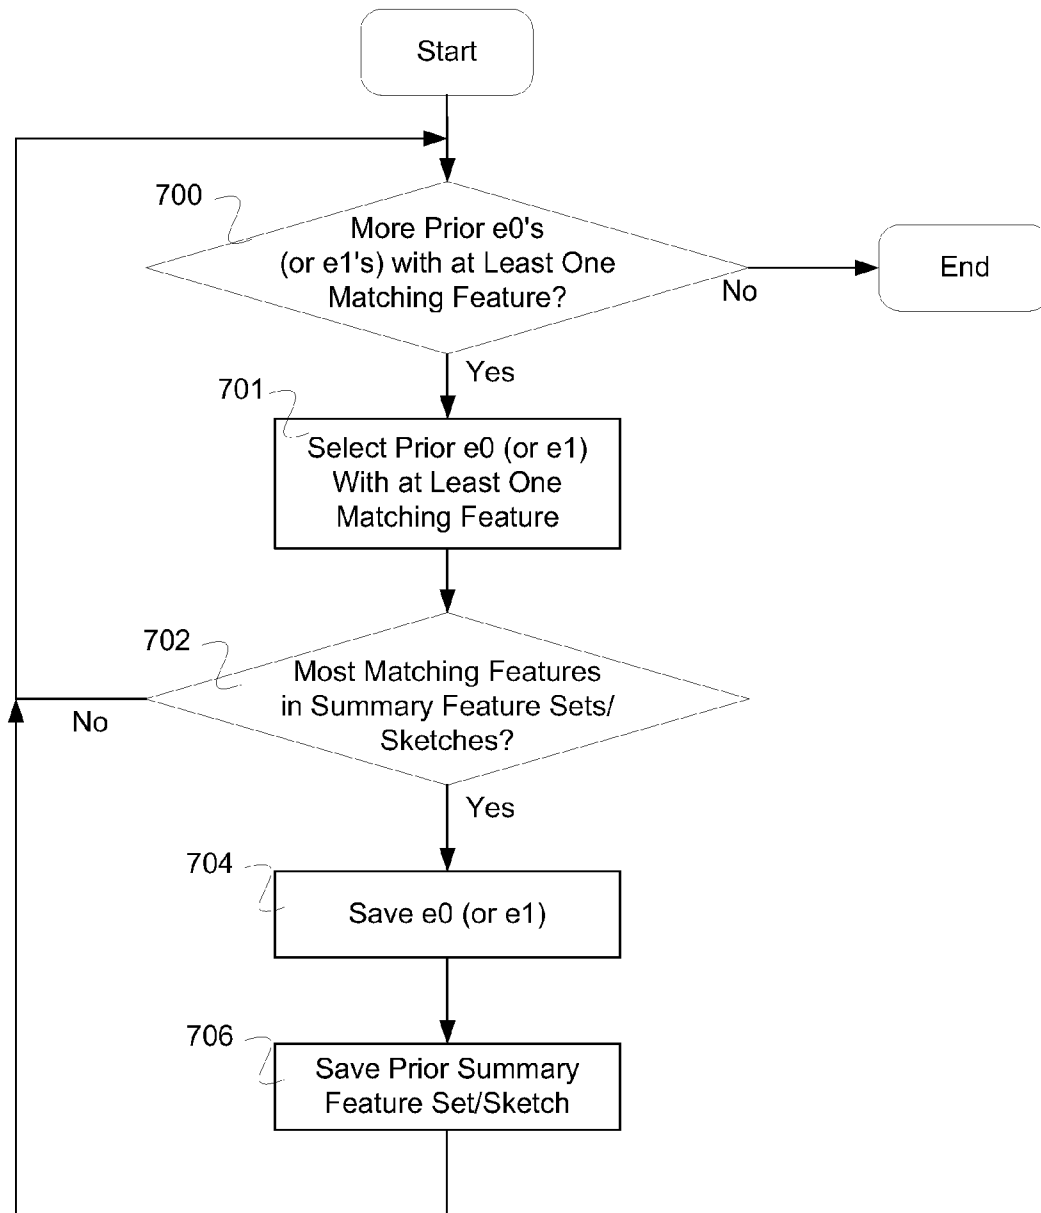 Start
700
More Prior e0's
(or e1's) with at Least One
Matching Feature?
No
End
Yes
701
Select Prior e0 (or e1)
With at Least One
Matching Feature
702
Most Matching Features
in Summary Feature Sets/
Sketches?
No
Yes
704
Save e0 (or e1)
706
Save Prior Summary
Feature Set/Sketch